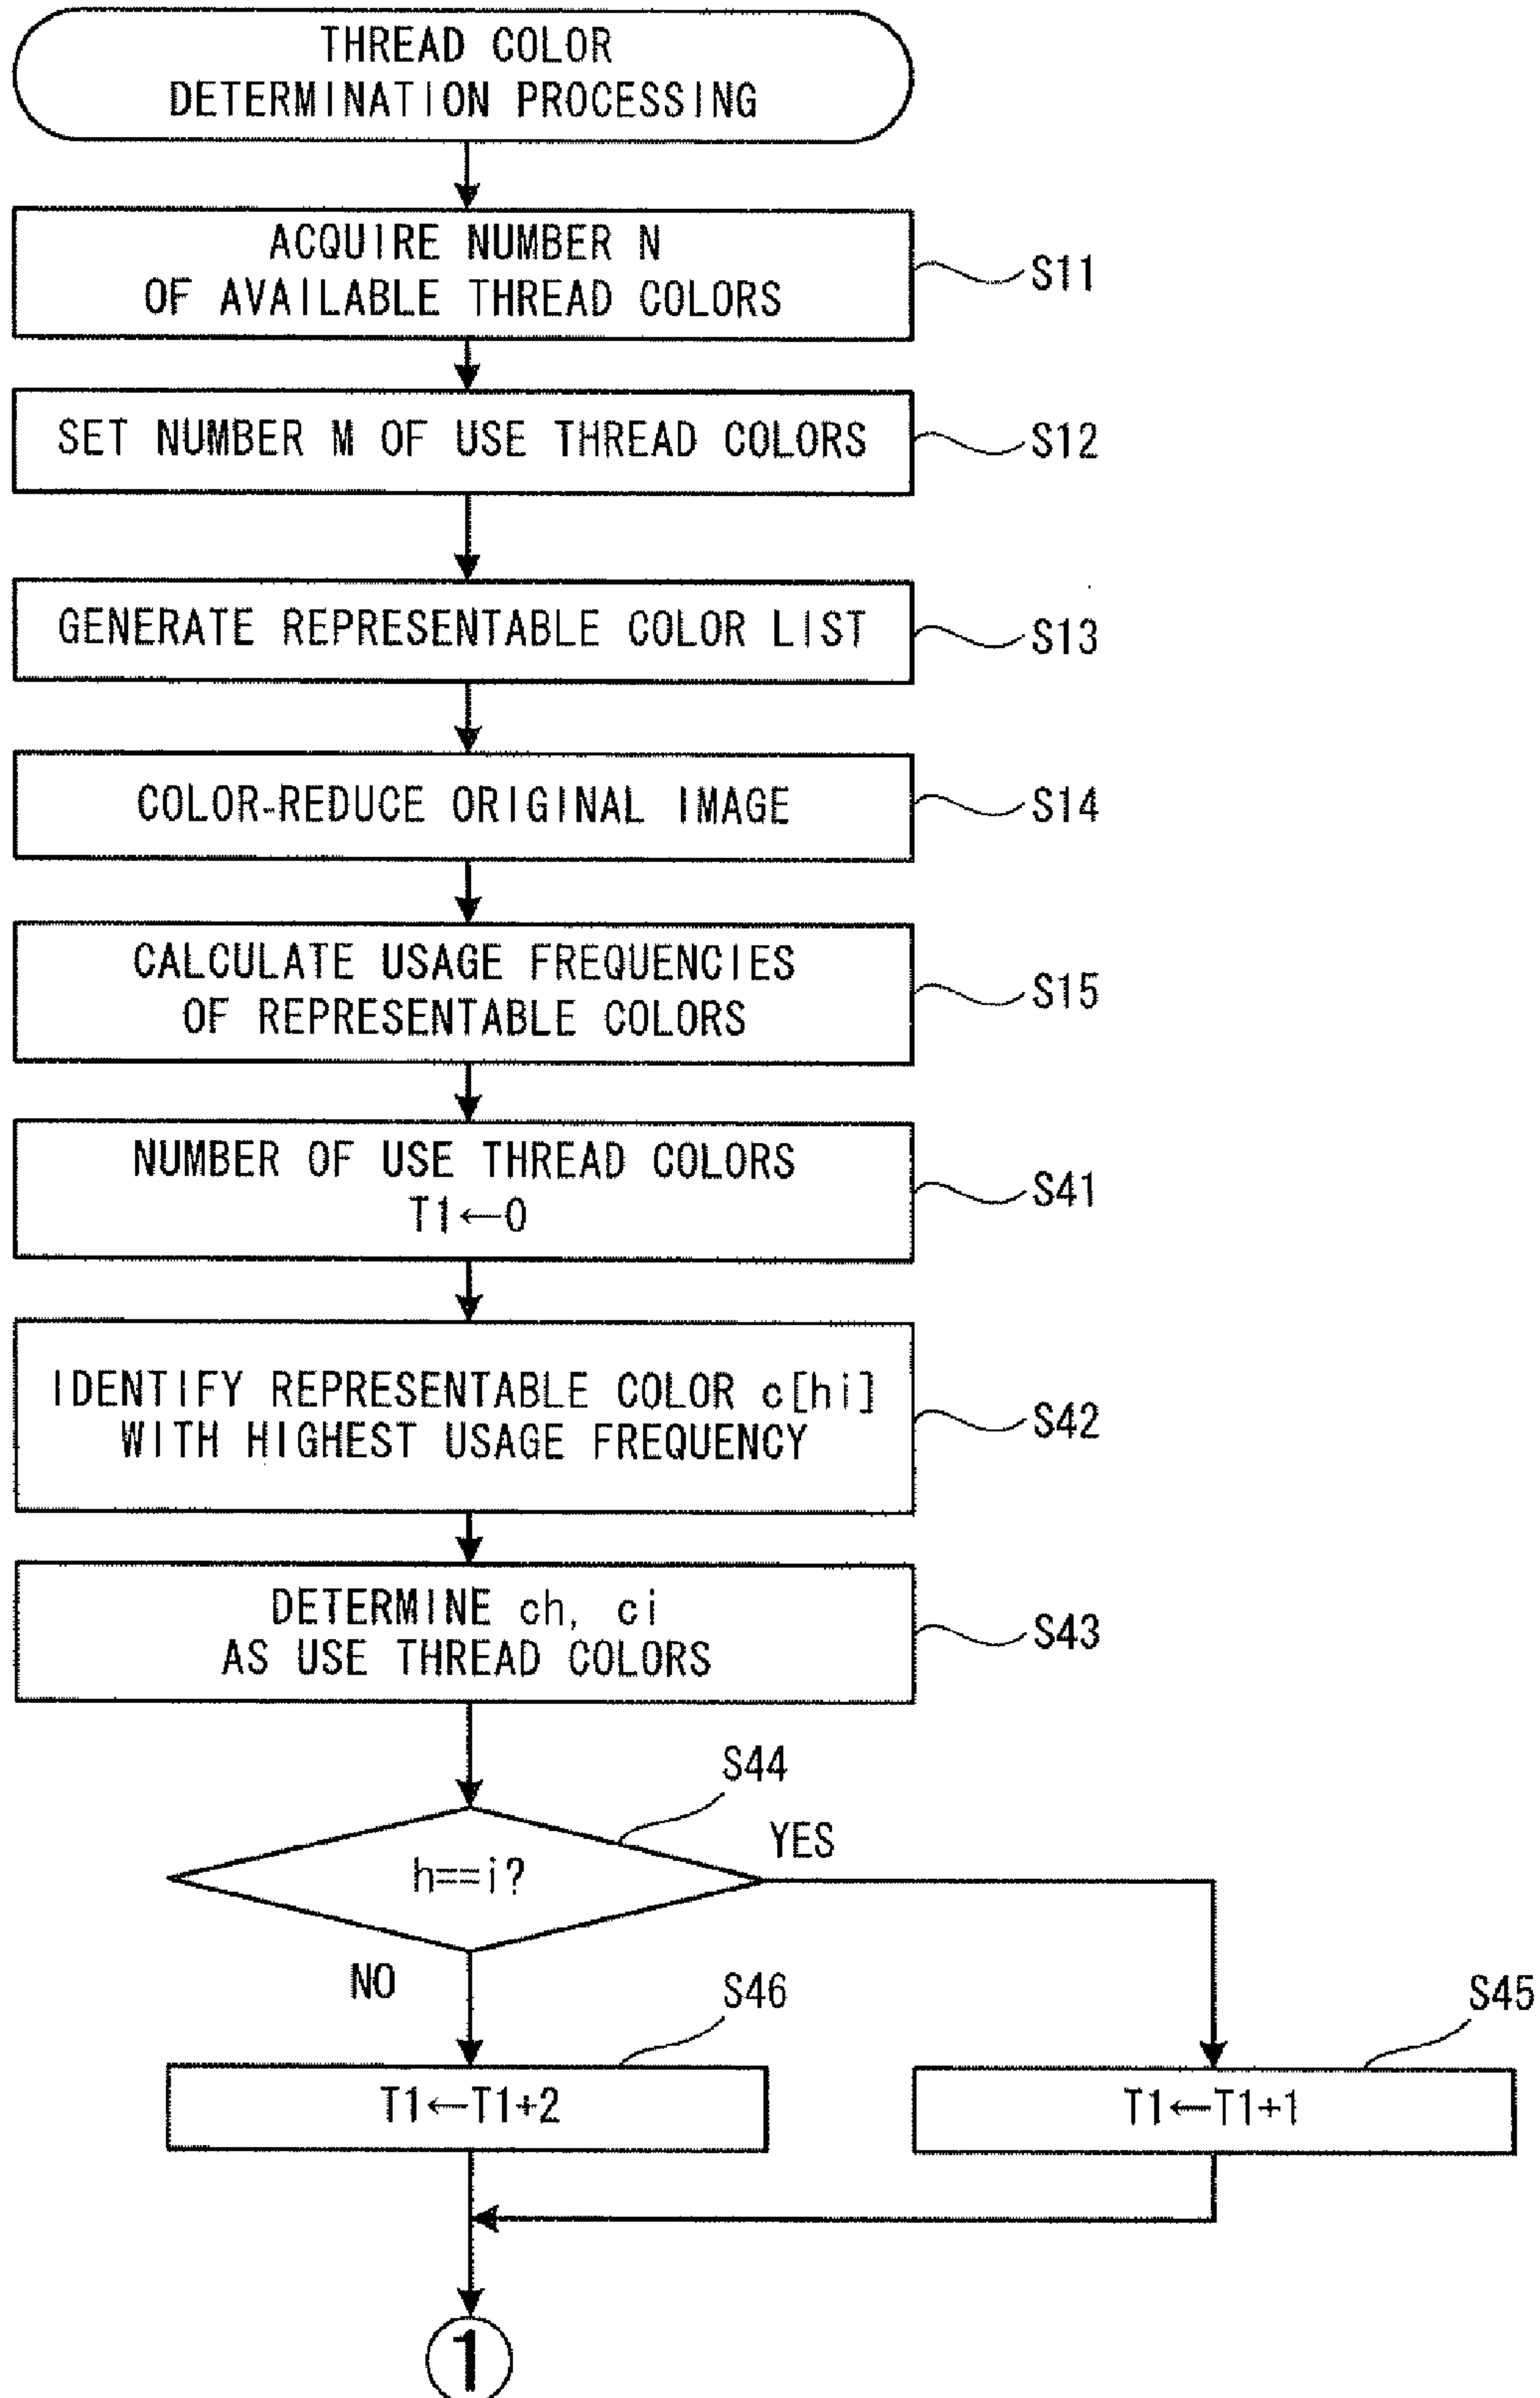 THREAD COLOR
DETERMINATION PROCESSING
ACQUIRE NUMBER N
OF AVAILABLE THREAD COLORS
S11
SET NUMBER M OF USE THREAD COLORS
S12
GENERATE REPRESENTABLE COLOR LIST
S13
COLOR-REDUCE ORIGINAL IMAGE
S14
CALCULATE USAGE FREQUENCIES
OF REPRESENTABLE COLORS
S15
NUMBER OF USE THREAD COLORS
T1←0
S41
IDENTIFY REPRESENTABLE COLOR c[hi]
WITH HIGHEST USAGE FREQUENCY
S42
DETERMINE ch, ci
AS USE THREAD COLORS
S43
S44
h==i?
YES
NO
S46
S45
T1←T1+2
T1←T1+1
1